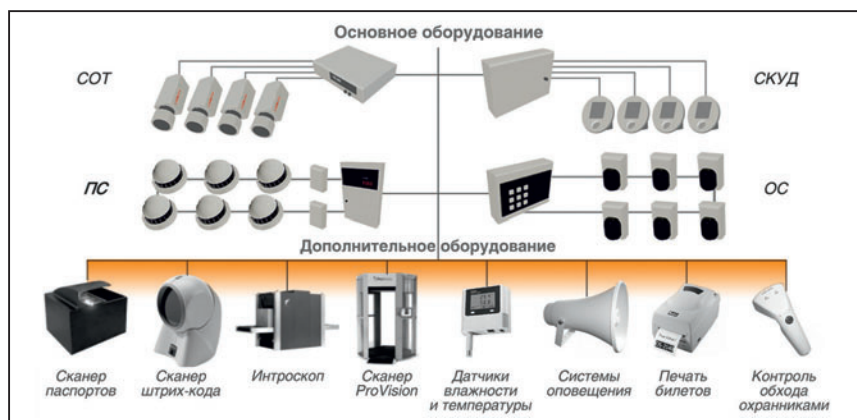 Основное оборудование
СОТ
СКУД
ПС
ОС
Дополнительное оборудование
Сканер
паспортов
Сканер
штрих-кода
Интроскоп
Сканер
ProVision
Датчики
влажности
и температуры
Системы
оповещения
Печать
билетов
Контроль
обхода
охранниками